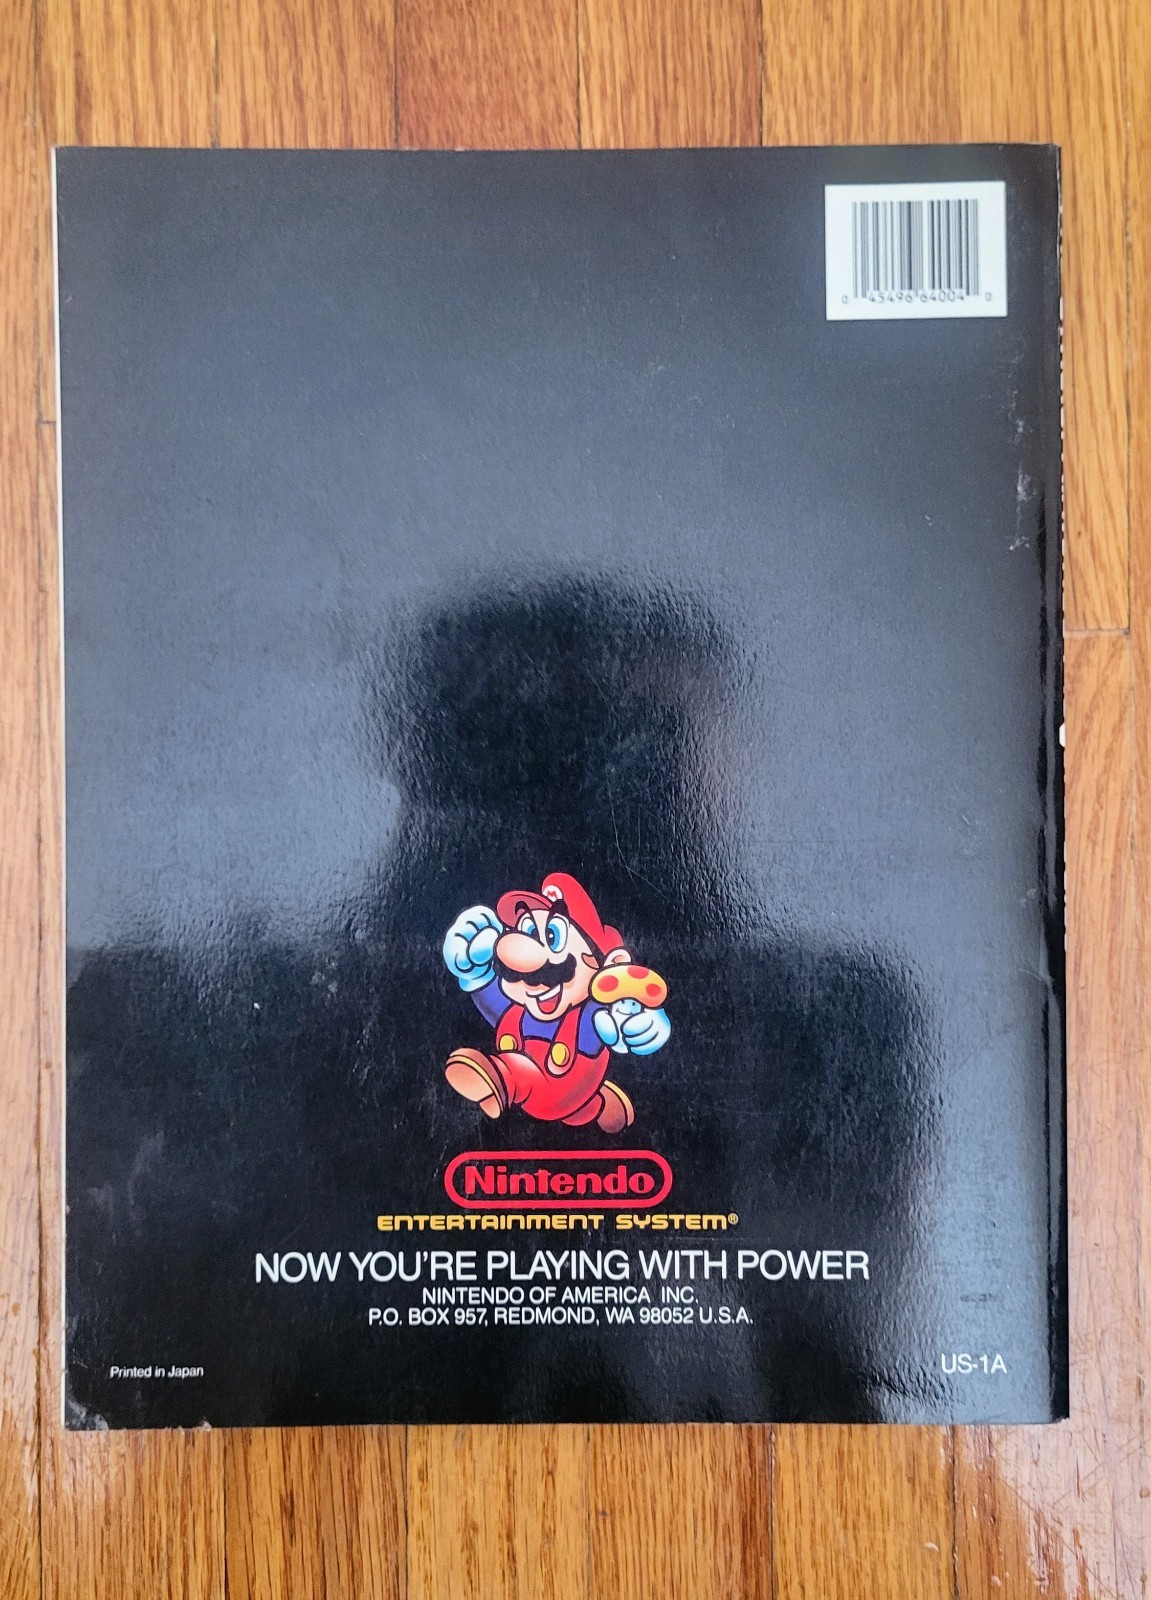 0 45496 64004 0
M
Nintendo
ENTERTAINMENT SYSTEM®
NOW YOU'RE PLAYING WITH POWER
NINTENDO OF AMERICA INC.
P.O. BOX 957, REDMOND, WA 98052 U.S.A.
Printed in Japan
US-1A